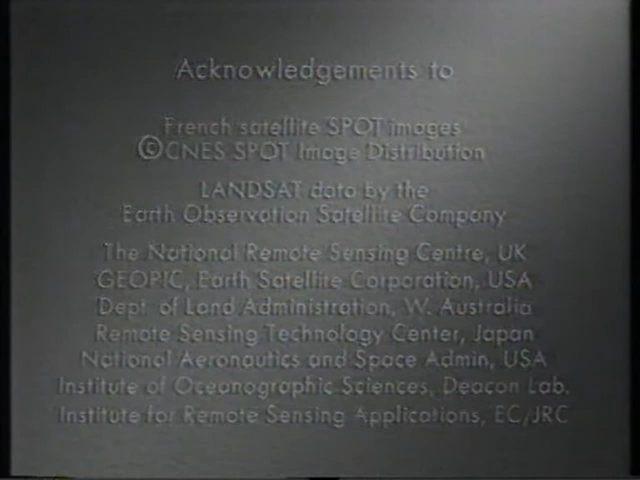 Acknowledgements to
French satellite SPOT images
©CNES SPOT Image Distribution
LANDSAT data by the
Earth Observation Satellite Company
The National Remote Sensing Centre, UK
GEOPIC, Earth Satellite Corporation, USA
Dept. of Land Administration, W. Australia
Remote Sensing Technology Center, Japan
National Aeronautics and Space Admin, USA
Institute of Oceanographic Sciences, Deacon Lab.
Institute for Remote Sensing Applications, EC/JRC